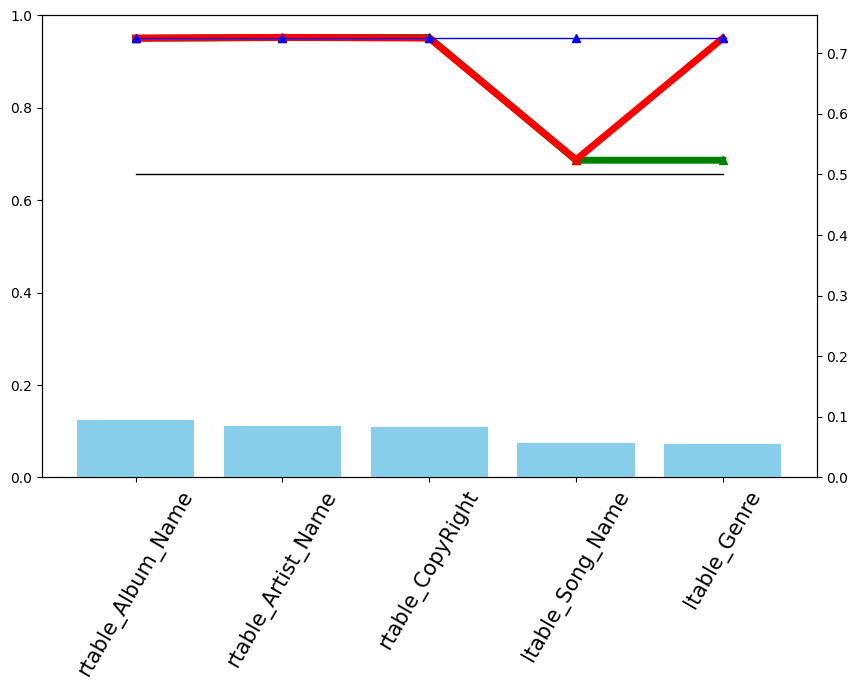 1.0
0.8
0.6
0.4
0.2
0.0
0.7
0.6
0.5
0.4
0.3
0.2
0.1
0.0
rtable_Album_Name
rtable_Artist_Name
rtable_CopyRight
ltable_Song_Name
ltable_Genre